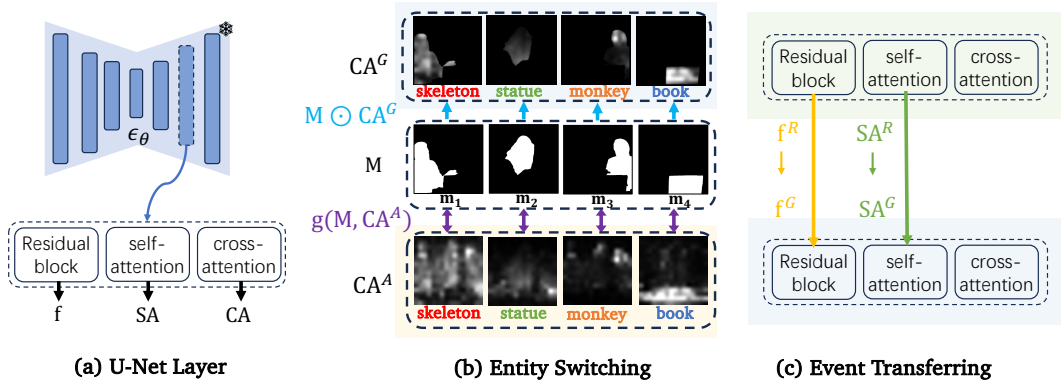 ϵ_θ
Residual block
self-attention
cross-attention
f
SA
CA
(a) U-Net Layer
CA^G
skeleton
statue
monkey
book
M ⊙ CA^G
M
m_1
m_2
m_3
m_4
g(M, CA^A)
CA^A
skeleton
statue
monkey
book
(b) Entity Switching
Residual block
self-attention
cross-attention
f^R
SA^R
f^G
SA^G
Residual block
self-attention
cross-attention
(c) Event Transferring